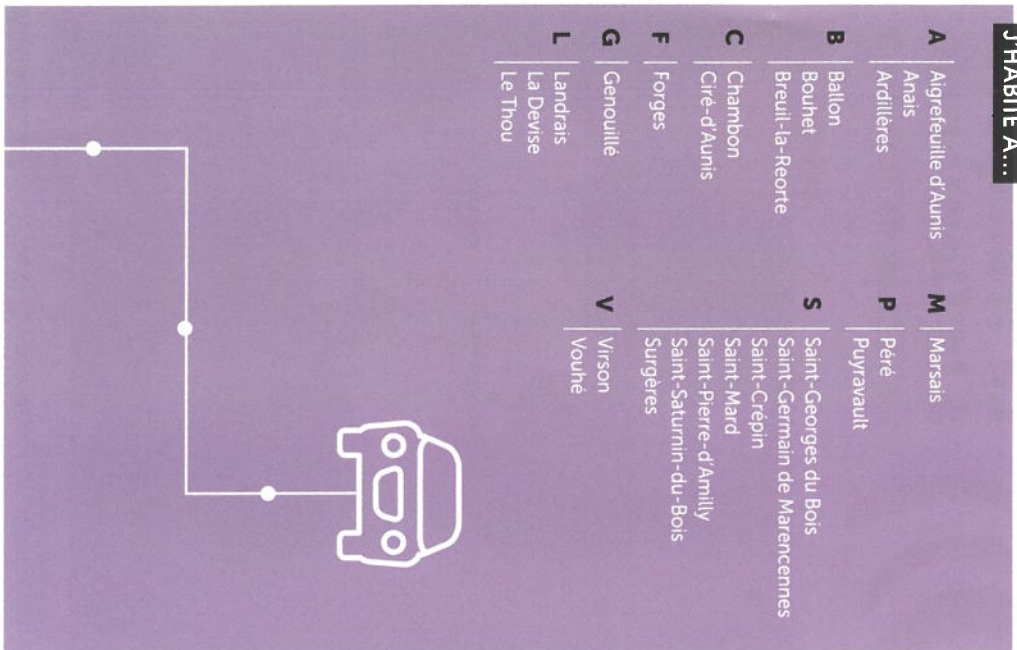 J'HABITE À...
A
Aigrefeuille d'Aunis
Anais
Ardillères
B
Ballon
Bouhet
Breuil-la-Reorte
C
Chambon
Ciré-d'Aunis
F
Forges
G
Genouillé
L
Landrais
La Devise
Le Thou
M
Marsais
P
Péré
Puyravault
S
Saint-Georges du Bois
Saint-Germain de Marencennes
Saint-Crépin
Saint-Mard
Saint-Pierre-d'Amilly
Saint-Saturnin-du-Bois
Surgères
V
Virson
Vouhé